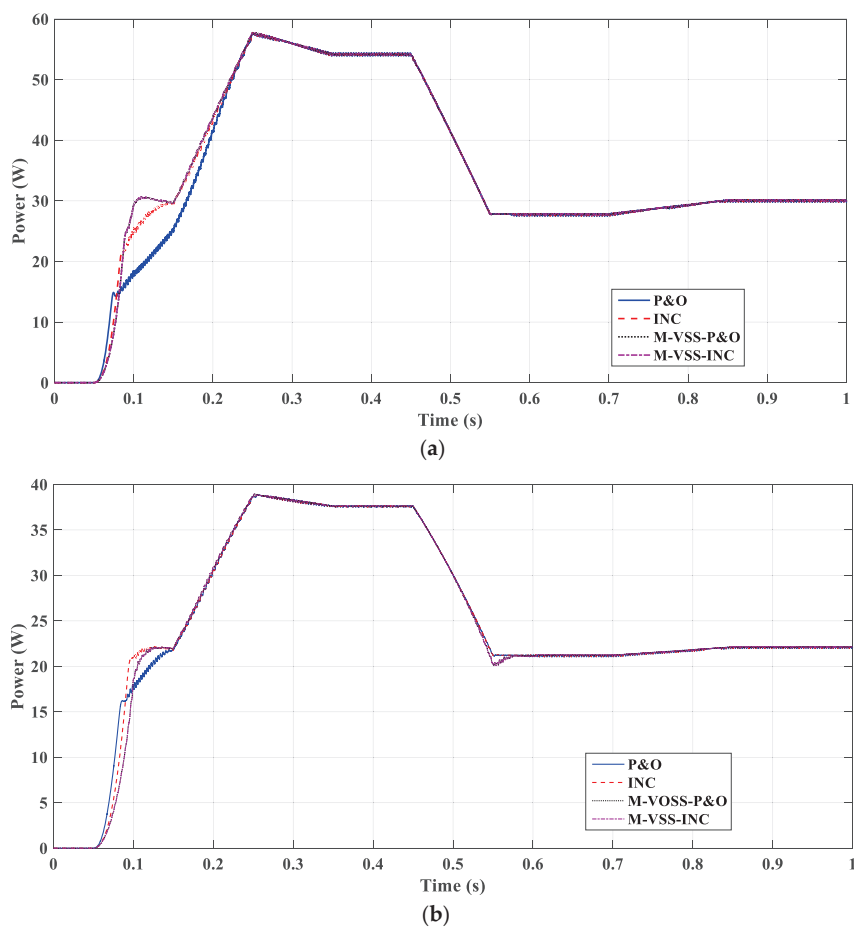 60
50
40
30
20
10
0
Power (W)
P&O
INC
M-VSS-P&O
M-VSS-INC
0 0.1 0.2 0.3 0.4 0.5 0.6 0.7 0.8 0.9 1
Time (s)
(a)
40
35
30
25
20
15
10
5
0
Power (W)
P&O
INC
M-VOSS-P&O
M-VSS-INC
0 0.1 0.2 0.3 0.4 0.5 0.6 0.7 0.8 0.9 1
Time (s)
(b)